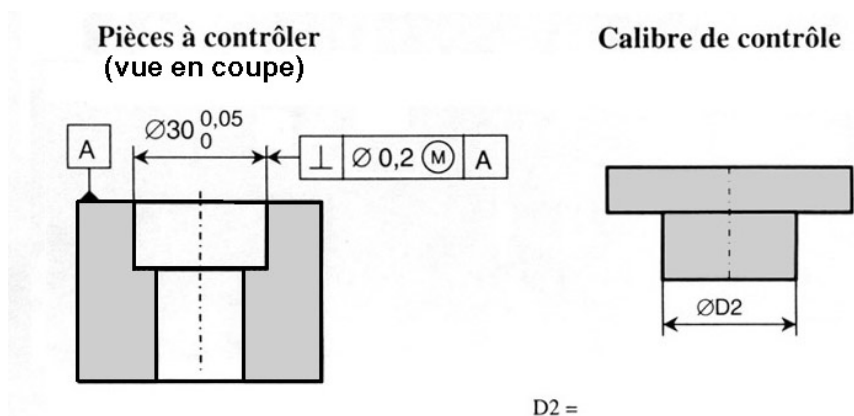 Pièces à contrôler
(vue en coupe)
Calibre de contrôle
A
Ø30 0,05
0
⊥ Ø 0,2 Ⓜ A
ØD2
D2 =